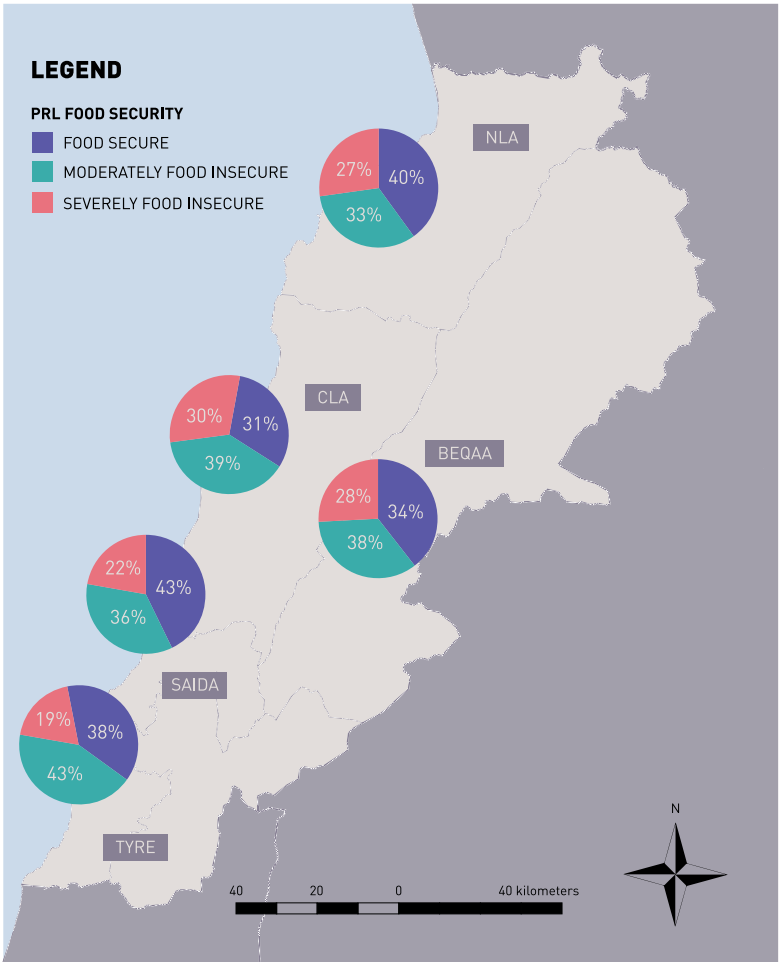 LEGEND
PRL FOOD SECURITY
FOOD SECURE
MODERATELY FOOD INSECURE
SEVERELY FOOD INSECURE
NLA
27%
40%
33%
CLA
30%
31%
39%
BEQAA
28%
34%
38%
22%
43%
36%
SAIDA
19%
38%
43%
TYRE
N
40 20 0 40 kilometers